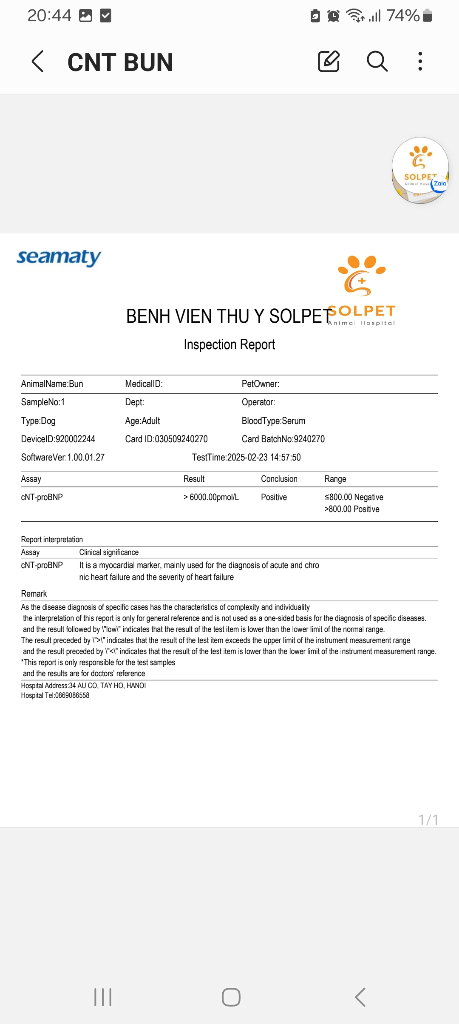 20:44 74%
CNT BUN
SOLPET
Zalo
seamaty
SOLPET
Animal Hospital
BENH VIEN THU Y SOLPET
Inspection Report
AnimalName:Bun MedicalID: PetOwner:
SampleNo:1 Dept: Operator:
Type:Dog Age:Adult BloodType:Serum
DeviceID:920002244 Card ID:030509240270 Card BatchNo:9240270
SoftwareVer:1.00.01.27 TestTime:2025-02-23 14:57:50
Assay Result Conclusion Range
cNT-proBNP > 6000.00pmol/L Positive ≤800.00 Negative
>800.00 Positive
Report interpretation
Assay Clinical significance
cNT-proBNP It is a myocardial marker, mainly used for the diagnosis of acute and chro
nic heart failure and the severity of heart failure
Remark
As the disease diagnosis of specific cases has the characteristics of complexity and individuality
the interpretation of this report is only for general reference and is not used as a one-sided basis for the diagnosis of specific diseases.
and the result followed by \"low\" indicates that the result of the test item is lower than the lower limit of the normal range.
The result preceded by \">\" indicates that the result of the test item exceeds the upper limit of the instrument measurement range
and the result preceded by \"<\" indicates that the result of the test item is lower than the lower limit of the instrument measurement range.
*This report is only responsible for the test samples
and the results are for doctors' reference
Hospital Address:34 AU CO, TAY HO, HANOI
Hospital Tel:0869086558
1/1